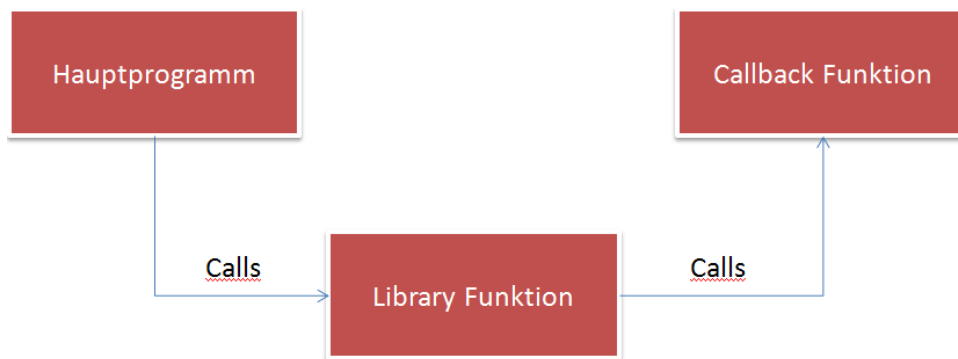 Hauptprogramm
Callback Funktion
Calls
Calls
Library Funktion